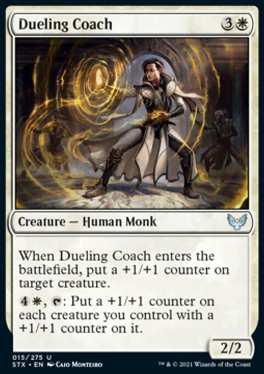 Dueling Coach 3
Creature — Human Monk
When Dueling Coach enters the
battlefield, put a +1/+1 counter on
target creature.
4 , : Put a +1/+1 counter on
each creature you control with a
+1/+1 counter on it.
2/2
015/275 U
STX • EN CAIO MONTEIRO
™ & © 2021 Wizards of the Coast